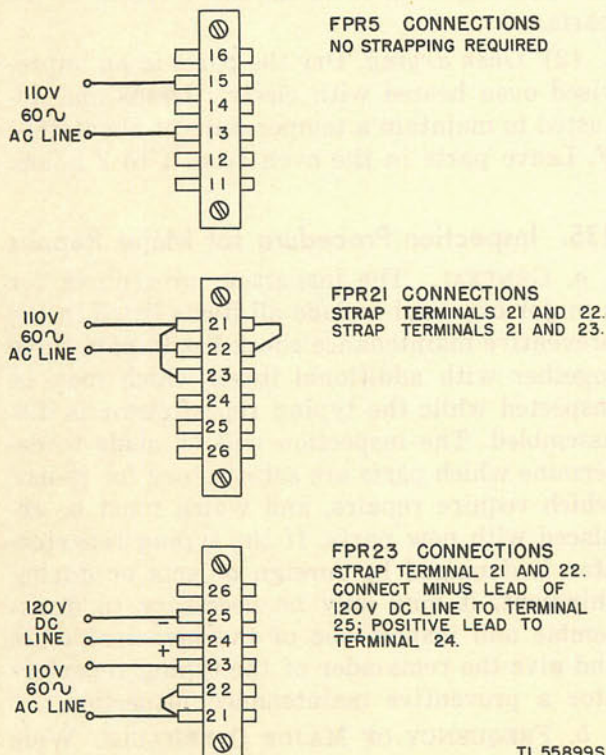 FPR5 CONNECTIONS
NO STRAPPING REQUIRED
110V
60∿
AC LINE
16
15
14
13
12
11
FPR21 CONNECTIONS
STRAP TERMINALS 21 AND 22.
STRAP TERMINALS 21 AND 23.
110V
60∿
AC LINE
21
22
23
24
25
26
FPR23 CONNECTIONS
STRAP TERMINAL 21 AND 22.
CONNECT MINUS LEAD OF
120V DC LINE TO TERMINAL
25; POSITIVE LEAD TO
TERMINAL 24.
120V
DC
LINE
−
+
110V
60∿
AC LINE
26
25
24
23
22
21
TL 55899S